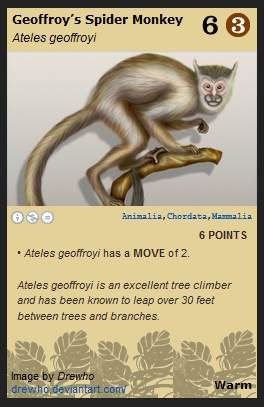 Geoffroy's Spider Monkey 6 3
Ateles geoffroyi
Animalia, Chordata, Mammalia
6 POINTS
• Ateles geoffroyi has a MOVE of 2.
Ateles geoffroyi is an excellent tree climber
and has been known to leap over 30 feet
between trees and branches.
Image by Drewho
drewho.deviantart.com/
Warm